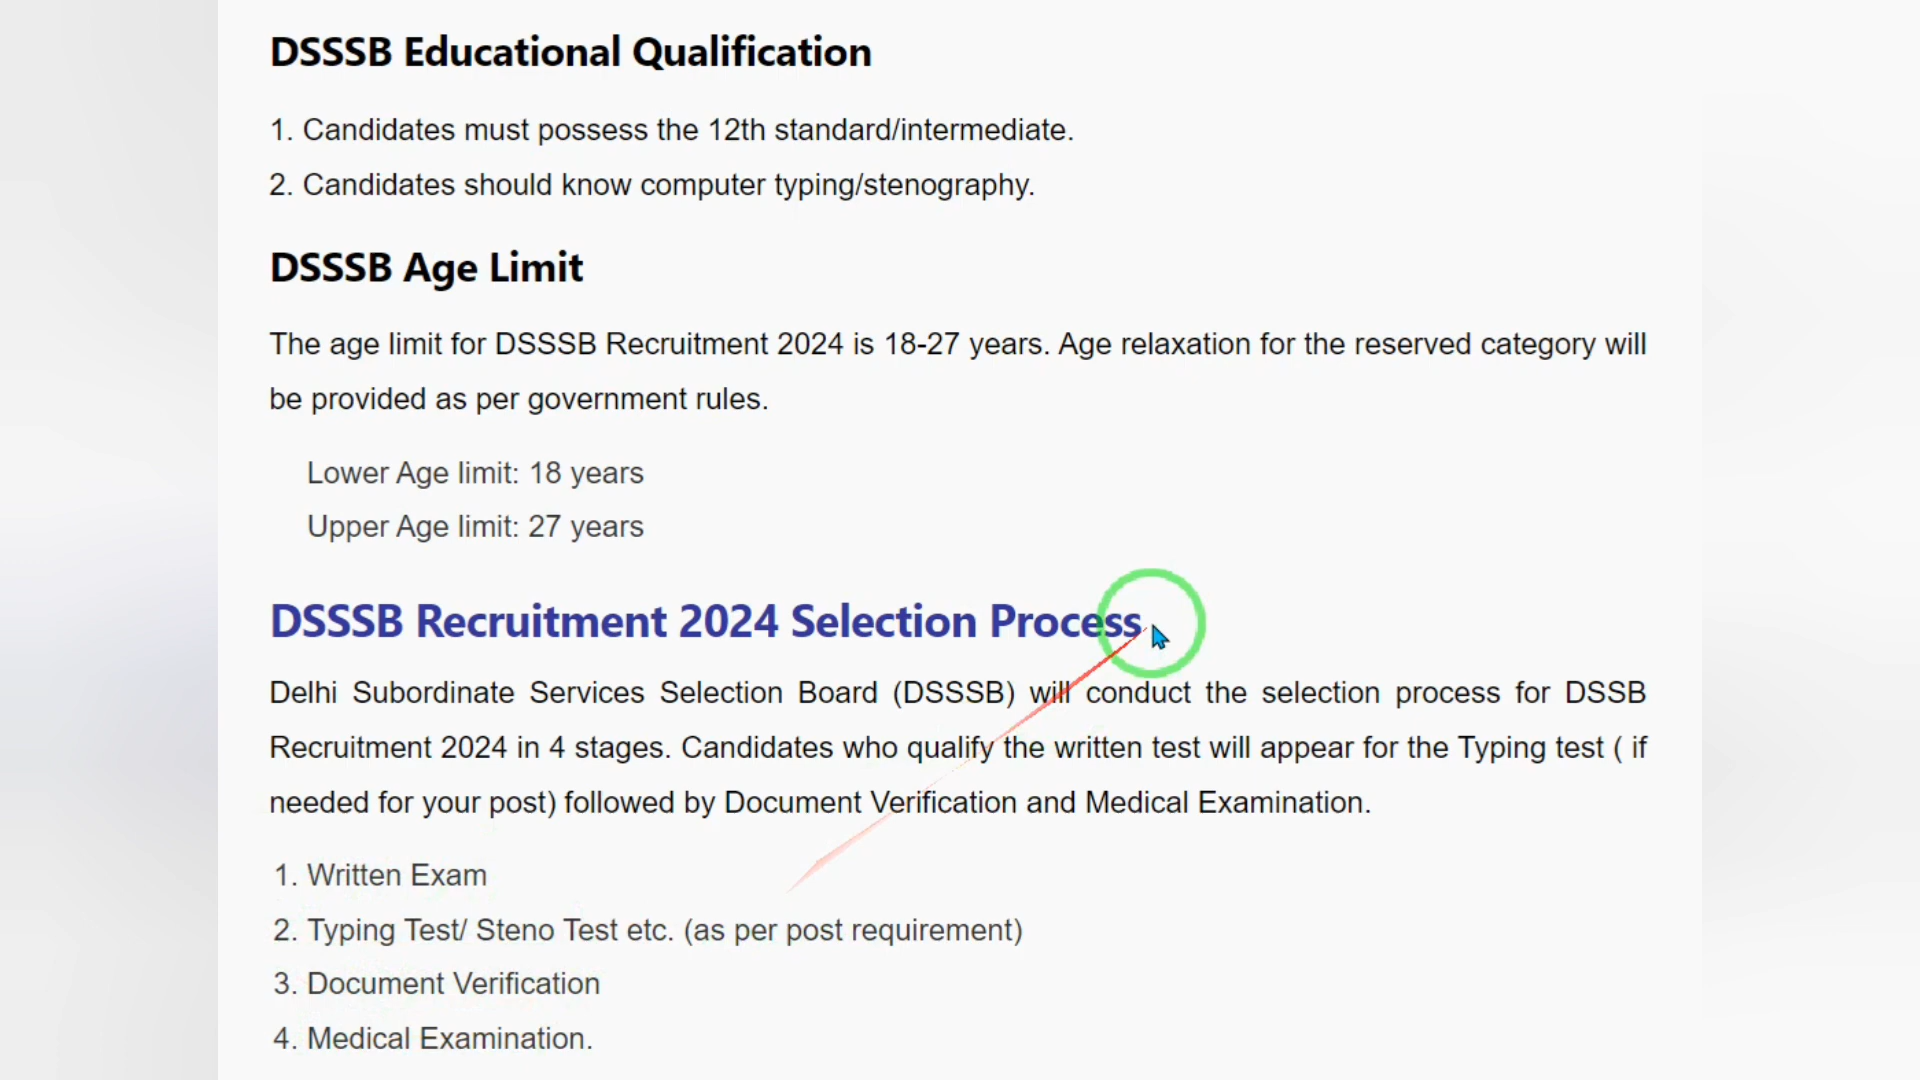 DSSSB Educational Qualification
1. Candidates must possess the 12th standard/intermediate.
2. Candidates should know computer typing/stenography.
DSSSB Age Limit
The age limit for DSSSB Recruitment 2024 is 18-27 years. Age relaxation for the reserved category will
be provided as per government rules.
Lower Age limit: 18 years
Upper Age limit: 27 years
DSSSB Recruitment 2024 Selection Process
Delhi Subordinate Services Selection Board (DSSSB) will conduct the selection process for DSSB
Recruitment 2024 in 4 stages. Candidates who qualify the written test will appear for the Typing test ( if
needed for your post) followed by Document Verification and Medical Examination.
1. Written Exam
2. Typing Test/ Steno Test etc. (as per post requirement)
3. Document Verification
4. Medical Examination.